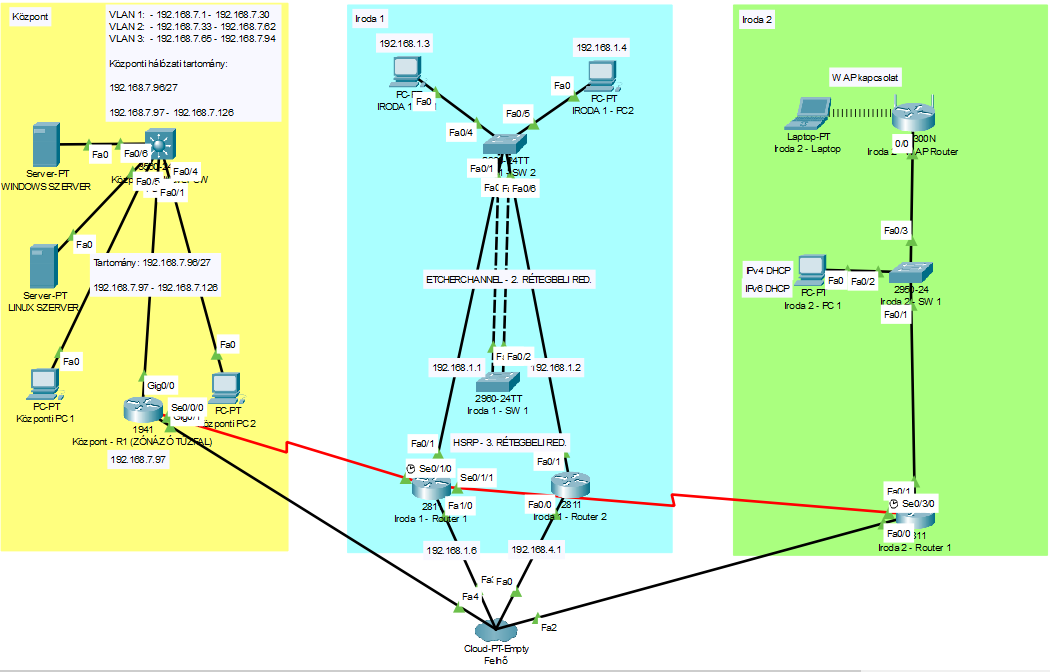 Központ
VLAN 1: - 192.168.7.1 - 192.168.7.30
VLAN 2: - 192.168.7.33 - 192.168.7.62
VLAN 3: - 192.168.7.65 - 192.168.7.94
Központi hálózati tartomány:
192.168.7.96/27
192.168.7.97 - 192.168.7.126
Fa0
Fa0/6
Server-PT
WINDOWS SZERVER
Fa0/4
Fa0/5
Fa0/1
Fa0
Server-PT
LINUX SZERVER
Tartomány: 192.168.7.96/27
192.168.7.97 - 192.168.7.126
Fa0
Fa0
PC-PT
Központi PC 1
Gig0/0
Se0/0/0
PC-PT
Központi PC 2
1941
Központ - R1 (ZÓNÁZÓ TŰZFAL)
192.168.7.97
Iroda 1
192.168.1.3
192.168.1.4
Fa0
Fa0
IRODA 1
PC-PT
IRODA 1 - PC2
Fa0/5
Fa0/4
SW 2
Fa0/1
Fa0/6
ETCHERCHANNEL - 2. RÉTEGBELI RED.
Fa0/2
192.168.1.1
192.168.1.2
2960-24TT
Iroda 1 - SW 1
Fa0/1
HSRP - 3. RÉTEGBELI RED.
Fa0/1
Se0/1/0
Se0/1/1
Fa1/0
Iroda 1 - Router 1
Fa0/0
2811
Iroda 1 - Router 2
192.168.1.6
192.168.4.1
Fa0
Fa4
Fa2
Cloud-PT-Empty
Felhő
Iroda 2
WAP kapcsolat
Laptop-PT
Iroda 2 - Laptop
300N
0/0
AP Router
Fa0/3
IPv4 DHCP
IPv6 DHCP
PC-PT
Iroda 2 - PC 1
Fa0
Fa0/2
2950-24
Iroda 2 - SW 1
Fa0/1
Fa0/1
Se0/3/0
Fa0/0
Iroda 2 - Router 1